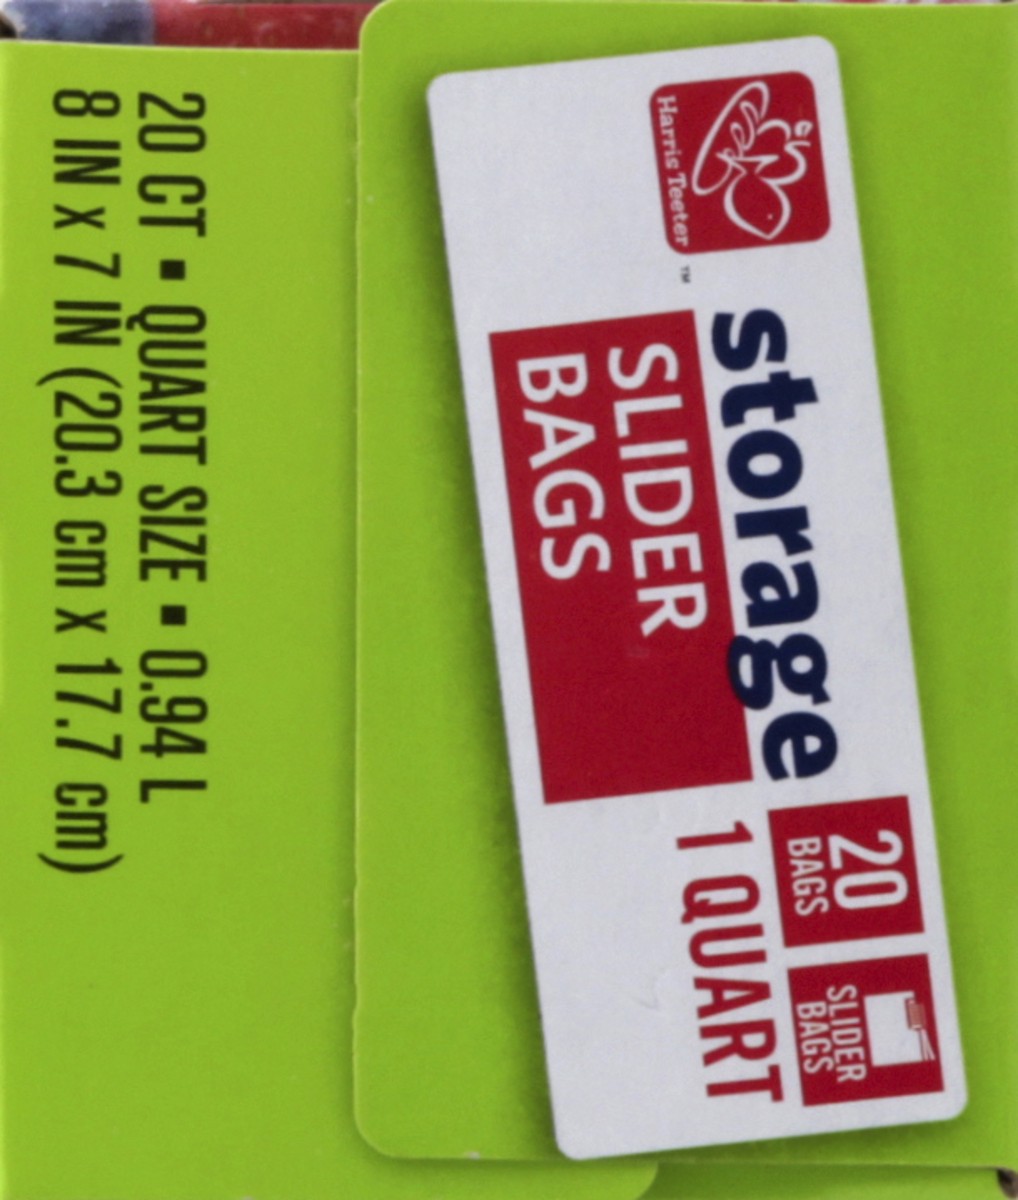 Harris Teeter™
storage
SLIDER
BAGS
20
BAGS
SLIDER
BAGS
1 QUART
20 CT ▪ QUART SIZE ▪ 0.94 L
8 IN x 7 IN (20.3 cm x 17.7 cm)